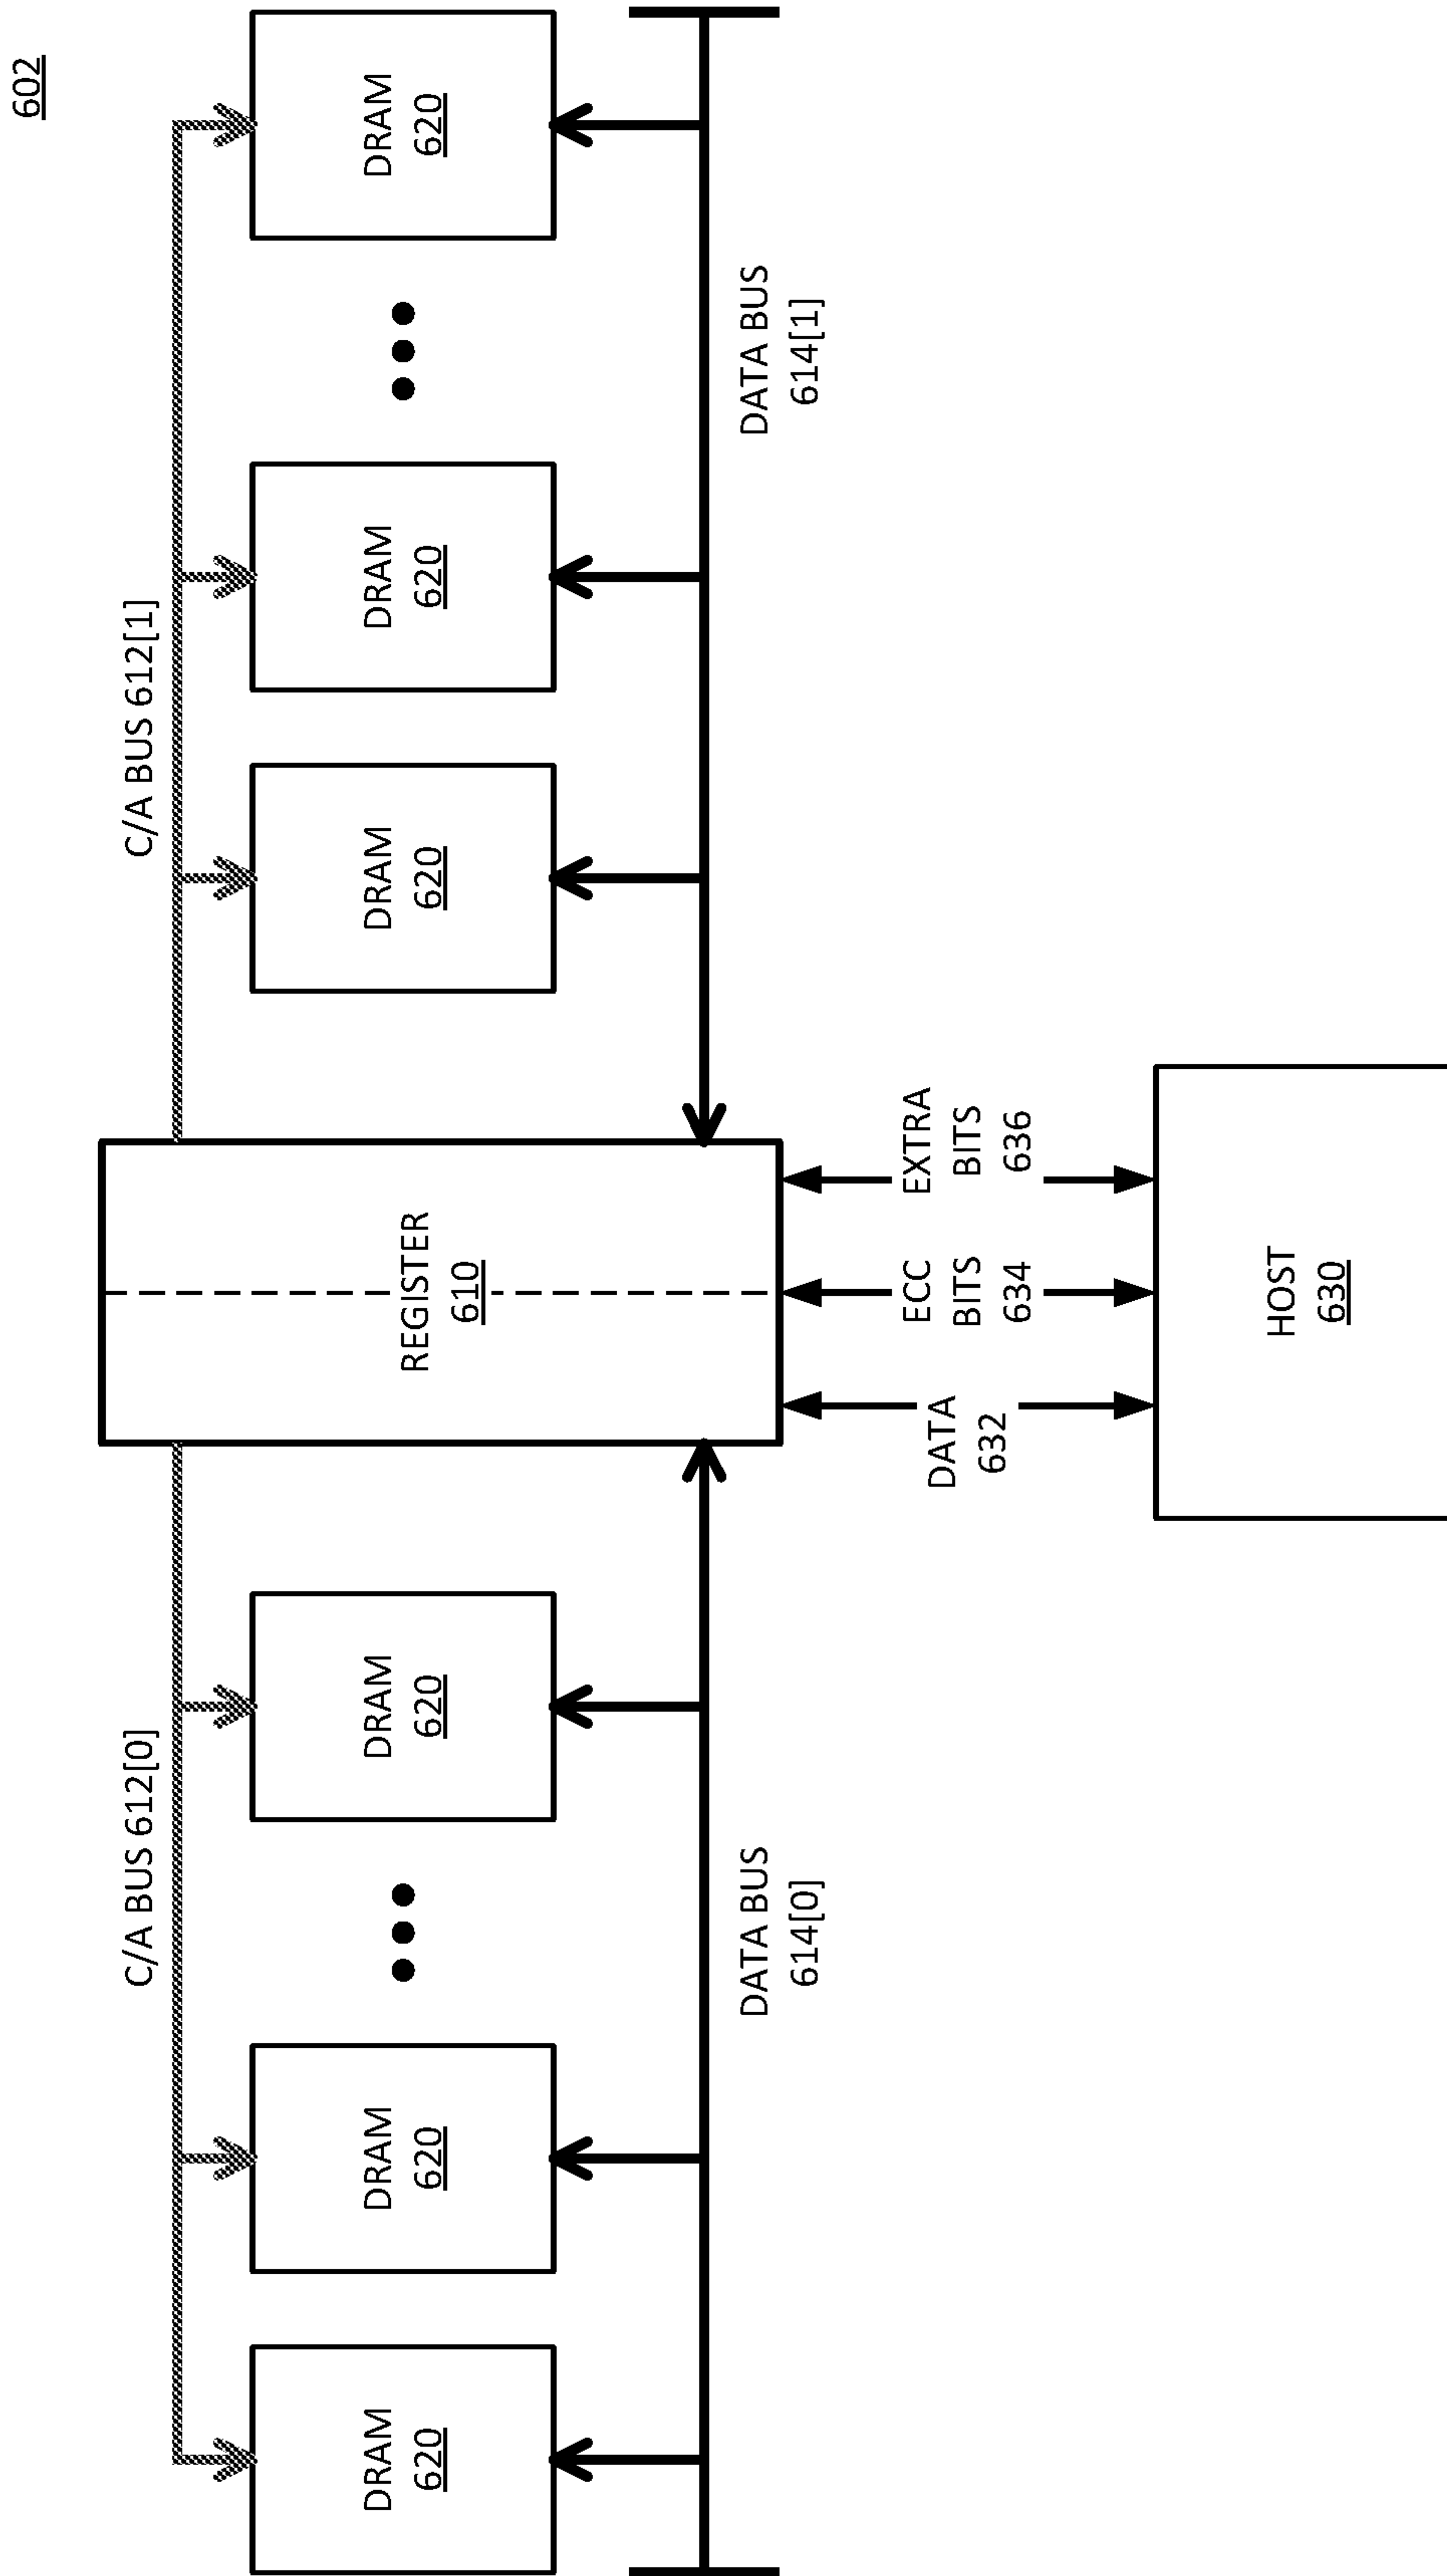 602
C/A BUS 612[0]
C/A BUS 612[1]
DRAM
620
DRAM
620
DRAM
620
REGISTER
610
DRAM
620
DRAM
620
DRAM
620
DATA BUS
614[0]
DATA BUS
614[1]
DATA
632
ECC
BITS
634
EXTRA
BITS
636
HOST
630